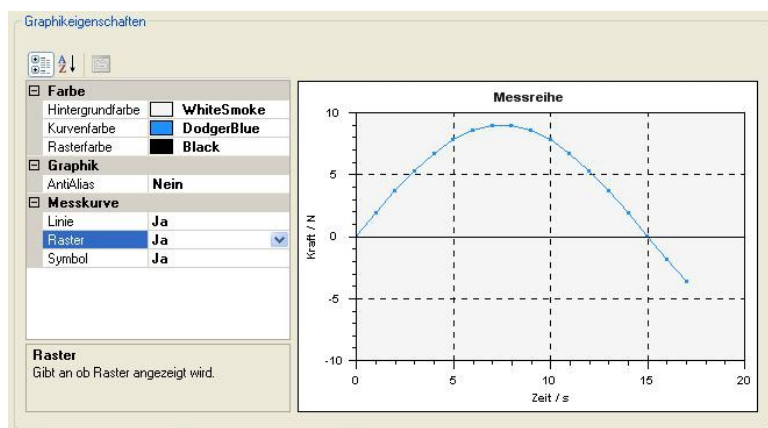 Graphikeigenschaften
Farbe
Hintergrundfarbe WhiteSmoke
Kurvenfarbe DodgerBlue
Rasterfarbe Black
Graphik
AntiAlias Nein
Messkurve
Linie Ja
Raster Ja
Symbol Ja
Raster
Gibt an ob Raster angezeigt wird.
Messreihe
10
5
0
-5
-10
Kraft / N
0 5 10 15 20
Zeit / s